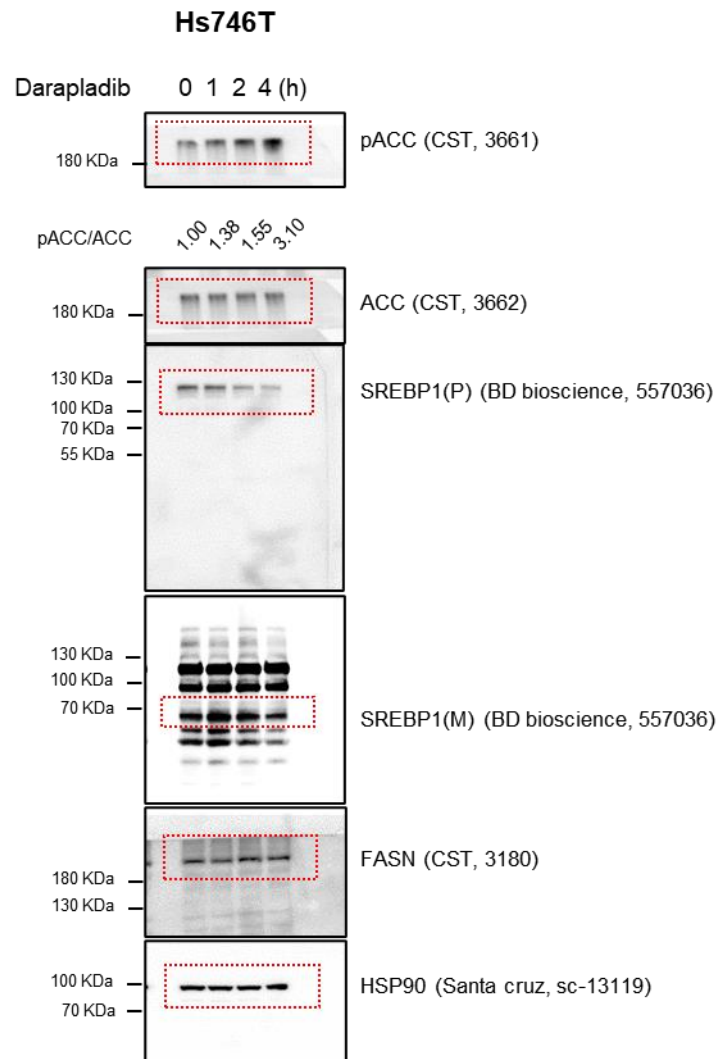 Hs746T
Darapladib 0 1 2 4 (h)
180 KDa
pACC (CST, 3661)
pACC/ACC 1.00 1.38 1.55 3.10
180 KDa
ACC (CST, 3662)
130 KDa
100 KDa
70 KDa
55 KDa
SREBP1(P) (BD bioscience, 557036)
130 KDa
100 KDa
70 KDa
SREBP1(M) (BD bioscience, 557036)
180 KDa
130 KDa
FASN (CST, 3180)
100 KDa
70 KDa
HSP90 (Santa cruz, sc-13119)